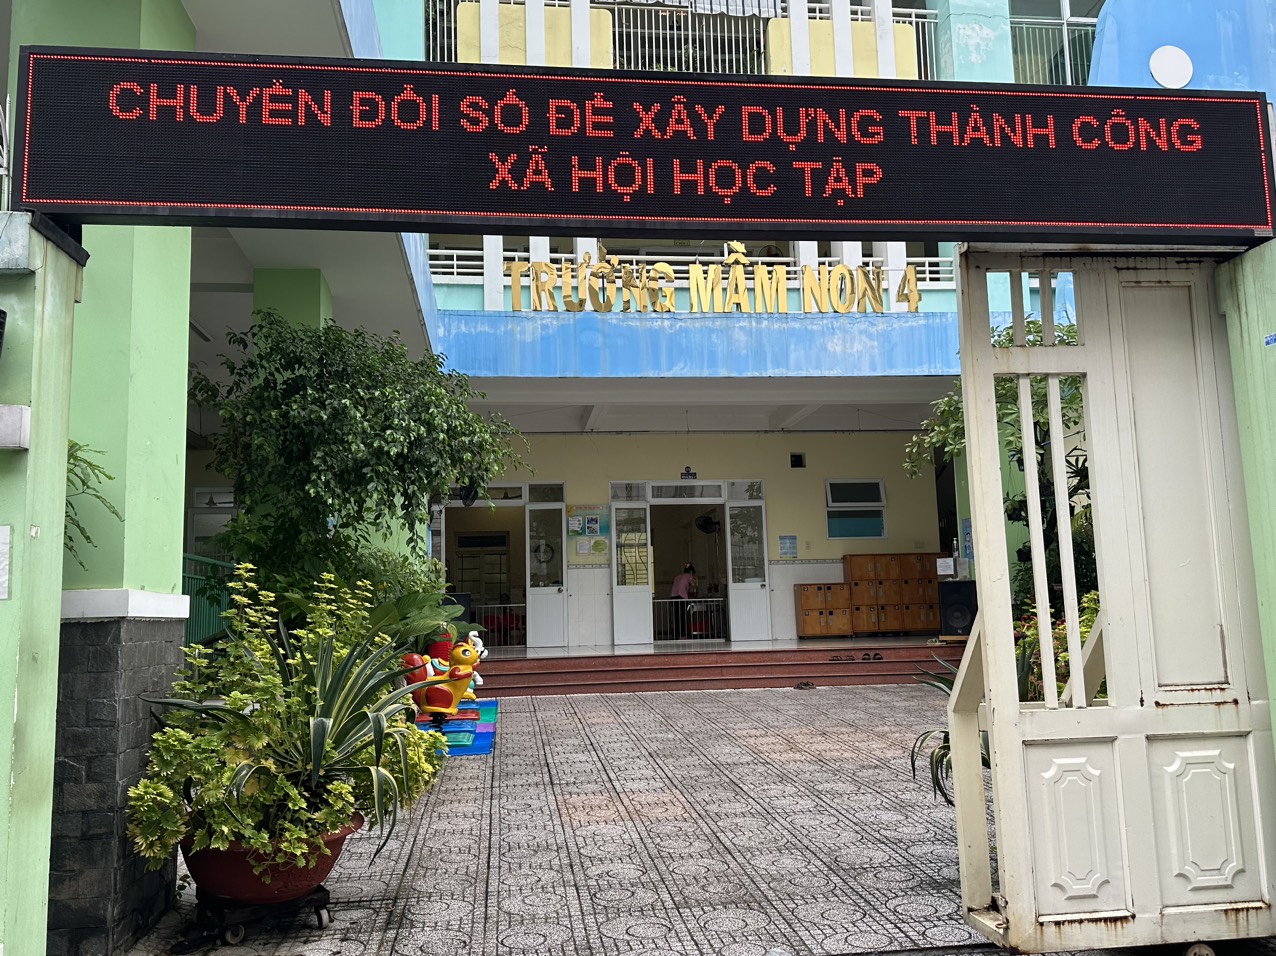 CHUYỂN ĐỔI SỐ ĐỂ XÂY DỰNG THÀNH CÔNG
XÃ HỘI HỌC TẬP
TRƯỜNG MẦM NON 4